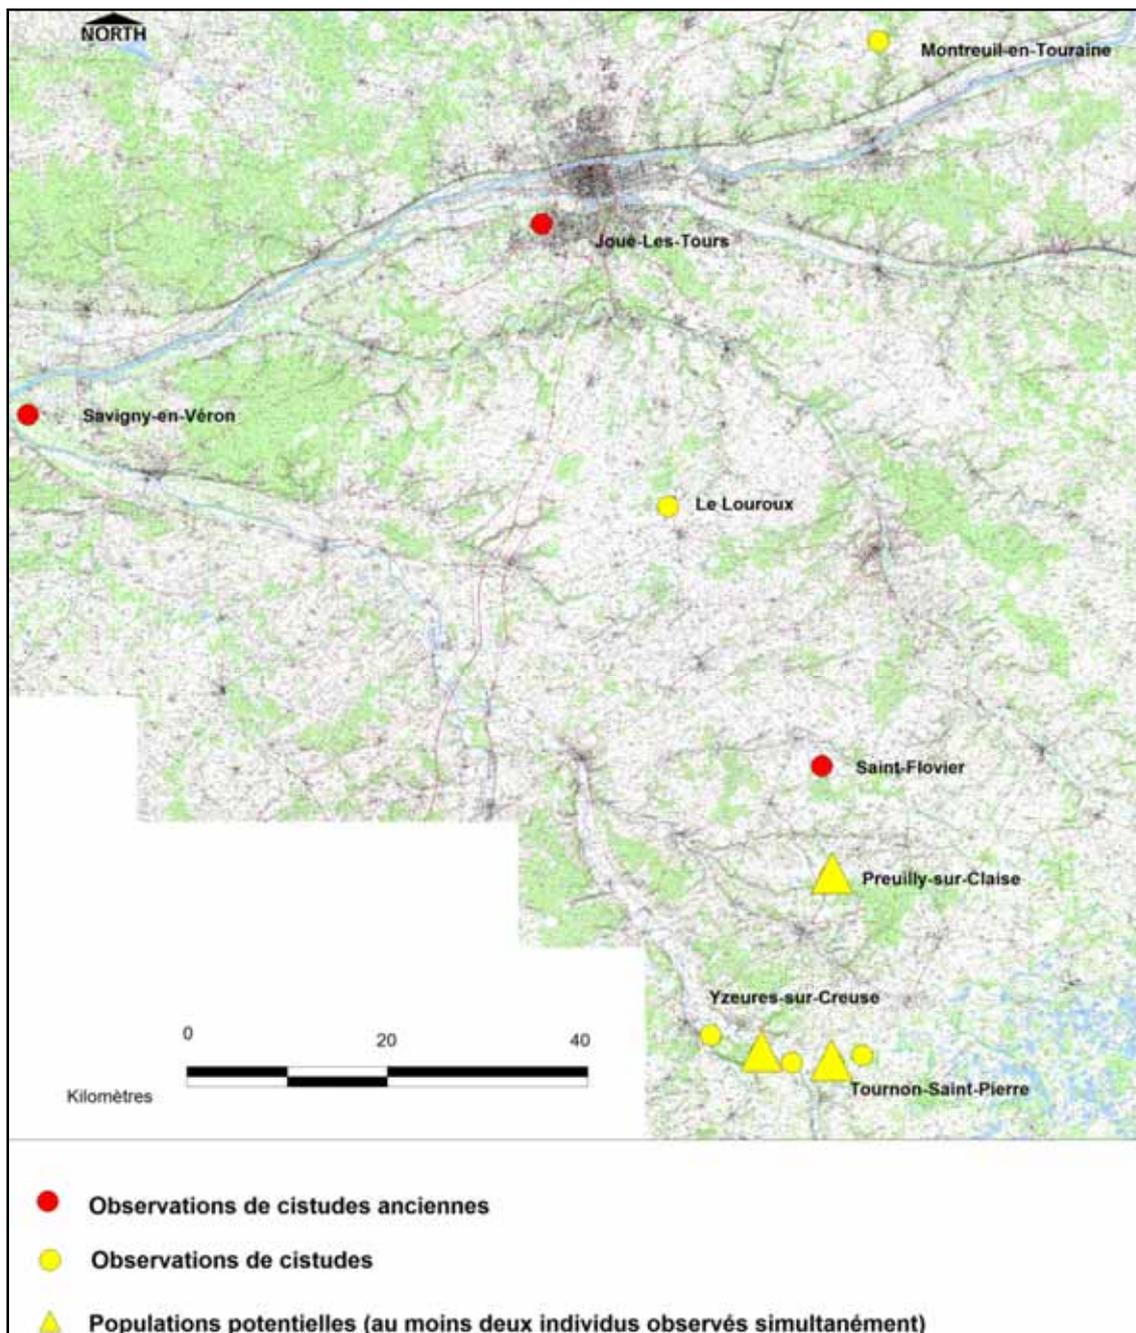 NORTH
Montreuil-en-Touraine
Joué-Les-Tours
Savigny-en-Véron
Le Louroux
Saint-Flovier
Preuilly-sur-Claise
Yzeures-sur-Creuse
Tournon-Saint-Pierre
0 20 40
Kilomètres
Observations de cistudes anciennes
Observations de cistudes
Populations potentielles (au moins deux individus observés simultanément)